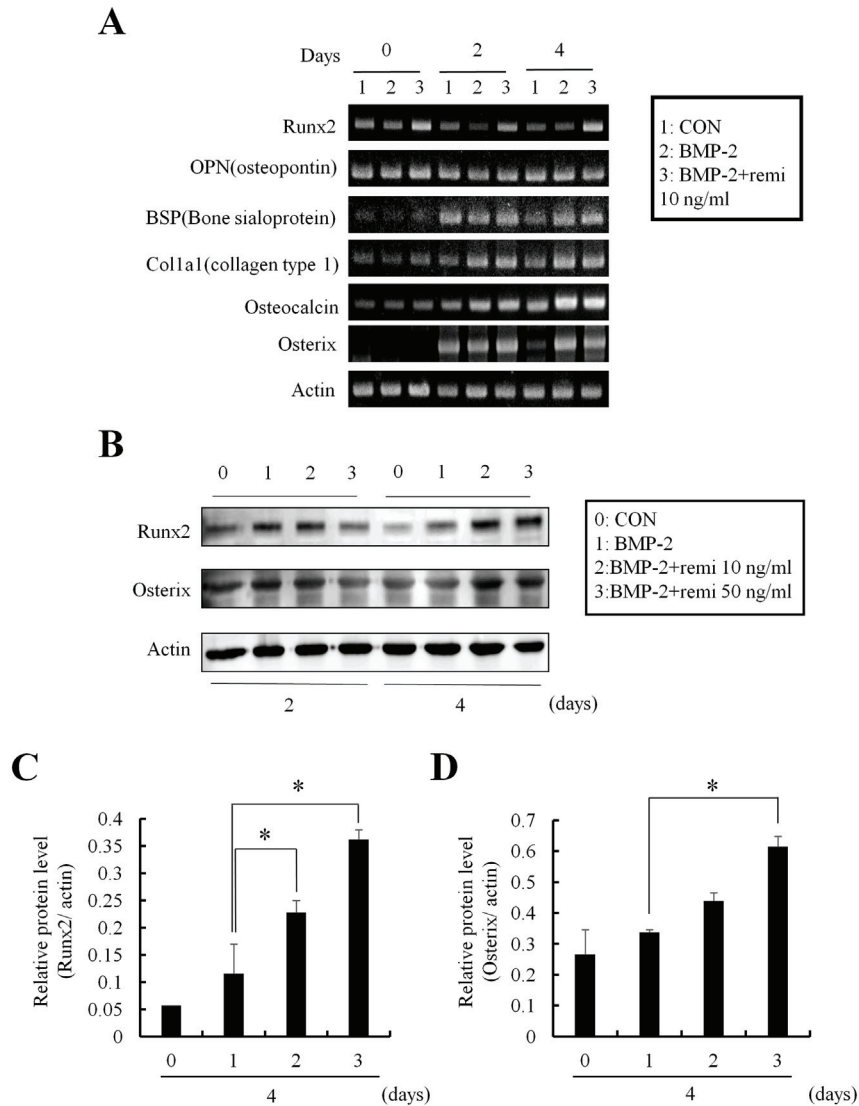 A
Days 0 2 4
1 2 3 1 2 3 1 2 3
Runx2
OPN(osteopontin)
BSP(Bone sialoprotein)
Col1a1(collagen type 1)
Osteocalcin
Osterix
Actin
1: CON
2: BMP-2
3: BMP-2+remi
10 ng/ml
B
0 1 2 3 0 1 2 3
Runx2
Osterix
Actin
2 4 (days)
0: CON
1: BMP-2
2:BMP-2+remi 10 ng/ml
3:BMP-2+remi 50 ng/ml
C
Relative protein level
(Runx2/ actin)
0.4
0.35
0.3
0.25
0.2
0.15
0.1
0.05
0
*
*
0 1 2 3
4 (days)
D
Relative protein level
(Osterix/ actin)
0.7
0.6
0.5
0.4
0.3
0.2
0.1
0
*
0 1 2 3
4 (days)